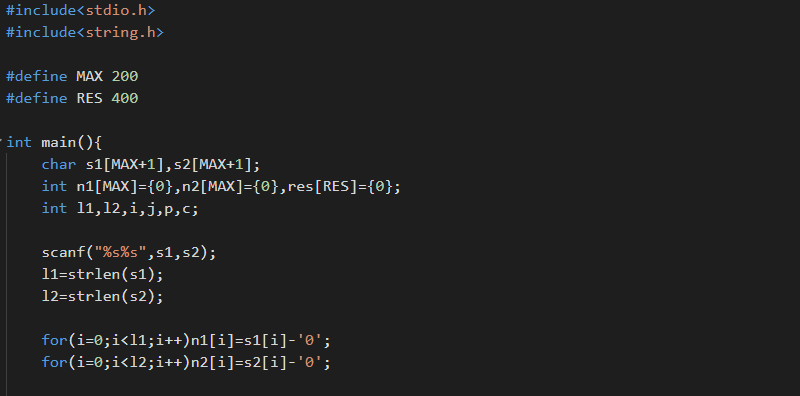 #include<stdio.h>
#include<string.h>
#define MAX 200
#define RES 400
int main(){
char s1[MAX+1],s2[MAX+1];
int n1[MAX]={0},n2[MAX]={0},res[RES]={0};
int l1,l2,i,j,p,c;
scanf("%s%s",s1,s2);
l1=strlen(s1);
l2=strlen(s2);
for(i=0;i<l1;i++)n1[i]=s1[i]-'0';
for(i=0;i<l2;i++)n2[i]=s2[i]-'0';